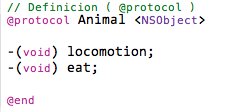 // Definicion ( @protocol )
@protocol Animal <NSObject>
-(void) locomotion;
-(void) eat;
@end